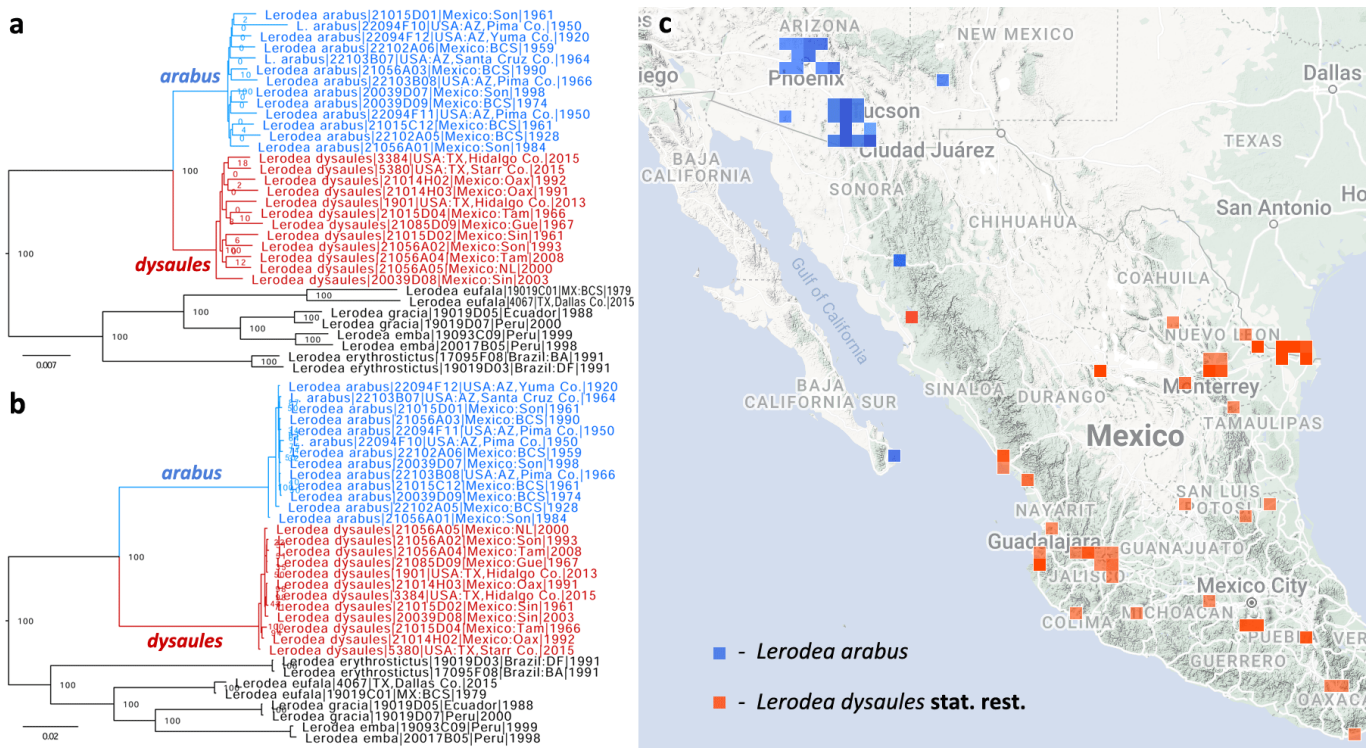 a
Lerodea arabus|21015D01|Mexico:Son|1961
L. arabus|22094F10|USA:AZ,Pima Co.|1950
Lerodea arabus|22094F12|USA:AZ,Yuma Co.|1920
Lerodea arabus|22102A06|Mexico:BCS|1959
L. arabus|22103B07|USA:AZ,Santa Cruz Co.|1964
Lerodea arabus|21056A03|Mexico:BCS|1990
Lerodea arabus|22103B08|USA:AZ,Pima Co.|1966
Lerodea arabus|20039D07|Mexico:Son|1998
Lerodea arabus|20039D09|Mexico:BCS|1974
Lerodea arabus|22094F11|USA:AZ,Pima Co.|1950
Lerodea arabus|21015C12|Mexico:BCS|1961
Lerodea arabus|22102A05|Mexico:BCS|1928
Lerodea arabus|21056A01|Mexico:Son|1984
arabus
Lerodea dysaules|3384|USA:TX,Hidalgo Co.|2015
Lerodea dysaules|5380|USA:TX,Starr Co.|2015
Lerodea dysaules|21014H02|Mexico:Oax|1992
Lerodea dysaules|21014H03|Mexico:Oax|1991
Lerodea dysaules|1901|USA:TX,Hidalgo Co.|2013
Lerodea dysaules|21015D04|Mexico:Tam|1966
Lerodea dysaules|21085D09|Mexico:Gue|1967
Lerodea dysaules|21015D02|Mexico:Sin|1961
Lerodea dysaules|21056A02|Mexico:Son|1993
Lerodea dysaules|21056A04|Mexico:Tam|2008
Lerodea dysaules|21056A05|Mexico:NL|2000
Lerodea dysaules|20039D08|Mexico:Sin|2003
dysaules
Lerodea eufala|19019C01|MX:BCS|1979
Lerodea eufala|4067|TX,Dallas Co.|2015
Lerodea gracia|19019D05|Ecuador|1988
Lerodea gracia|19019D07|Peru|2000
Lerodea emba|19093C09|Peru|1999
Lerodea emba|20017B05|Peru|1998
Lerodea erythrostictus|17095F08|Brazil:BA|1991
Lerodea erythrostictus|19019D03|Brazil:DF|1991
100
100
100
100
100
100
100
100
100
0.007
b
Lerodea arabus|22094F12|USA:AZ,Yuma Co.|1920
L. arabus|22103B07|USA:AZ,Santa Cruz Co.|1964
Lerodea arabus|21015D01|Mexico:Son|1961
Lerodea arabus|21056A03|Mexico:BCS|1990
Lerodea arabus|22094F11|USA:AZ,Pima Co.|1950
L. arabus|22094F10|USA:AZ,Pima Co.|1950
Lerodea arabus|22102A06|Mexico:BCS|1959
Lerodea arabus|20039D07|Mexico:Son|1998
Lerodea arabus|22103B08|USA:AZ,Pima Co.|1966
Lerodea arabus|21015C12|Mexico:BCS|1961
Lerodea arabus|20039D09|Mexico:BCS|1974
Lerodea arabus|22102A05|Mexico:BCS|1928
Lerodea arabus|21056A01|Mexico:Son|1984
arabus
Lerodea dysaules|21056A05|Mexico:NL|2000
Lerodea dysaules|21056A02|Mexico:Son|1993
Lerodea dysaules|21056A04|Mexico:Tam|2008
Lerodea dysaules|21085D09|Mexico:Gue|1967
Lerodea dysaules|1901|USA:TX,Hidalgo Co.|2013
Lerodea dysaules|21014H03|Mexico:Oax|1991
Lerodea dysaules|3384|USA:TX,Hidalgo Co.|2015
Lerodea dysaules|21015D02|Mexico:Sin|1961
Lerodea dysaules|20039D08|Mexico:Sin|2003
Lerodea dysaules|21015D04|Mexico:Tam|1966
Lerodea dysaules|21014H02|Mexico:Oax|1992
Lerodea dysaules|5380|USA:TX,Starr Co.|2015
dysaules
Lerodea erythrostictus|19019D03|Brazil:DF|1991
Lerodea erythrostictus|17095F08|Brazil:BA|1991
Lerodea eufala|4067|TX,Dallas Co.|2015
Lerodea eufala|19019C01|MX:BCS|1979
Lerodea gracia|19019D05|Ecuador|1988
Lerodea gracia|19019D07|Peru|2000
Lerodea emba|19093C09|Peru|1999
Lerodea emba|20017B05|Peru|1998
100
100
100
100
100
100
0.02
c
ARIZONA
NEW MEXICO
iego
Phoenix
Dallas
ucson
Ciudad Juárez
TEXAS
BAJA
CALIFORNIA
SONORA
Ho
San Antonio
CHIHUAHUA
COAHUILA
Gulf of California
NUEVO LEON
BAJA
CALIFORNIA SUR
SINALOA
DURANGO
Monterrey
TAMAULIPAS
Mexico
SAN LUIS
POTOSI
NAYARIT
Guadalajara
GUANAJUATO
JALISCO
Mexico City
COLIMA
MICHOACAN
PUEBL
VER
GUERRERO
OAXACA
- Lerodea arabus
- Lerodea dysaules stat. rest.